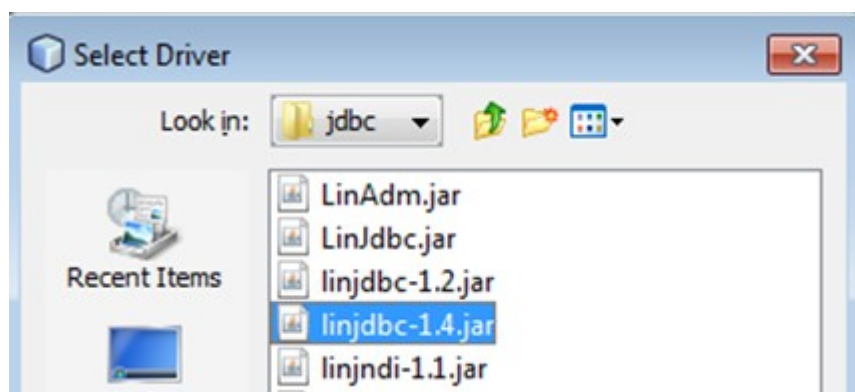 Select Driver
Look in: jdbc
LinAdm.jar
LinJdbc.jar
Recent Items
linjdbc-1.2.jar
linjdbc-1.4.jar
linjndi-1.1.jar